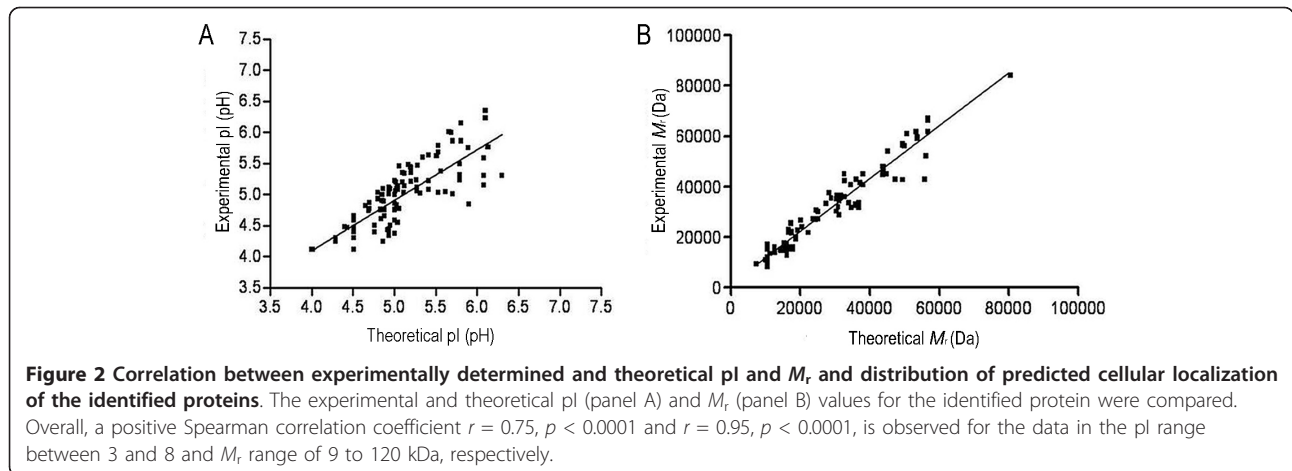 A
7.5
7.0
6.5
6.0
5.5
5.0
4.5
4.0
3.5
Experimental pI (pH)
3.5 4.0 4.5 5.0 5.5 6.0 6.5 7.0 7.5
Theoretical pI (pH)
B
100000
80000
60000
40000
20000
0
Experimental Mr (Da)
0 20000 40000 60000 80000 100000
Theoretical Mr (Da)
Figure 2 Correlation between experimentally determined and theoretical pI and Mr and distribution of predicted cellular localization
of the identified proteins. The experimental and theoretical pI (panel A) and Mr (panel B) values for the identified protein were compared.
Overall, a positive Spearman correlation coefficient r = 0.75, p < 0.0001 and r = 0.95, p < 0.0001, is observed for the data in the pI range
between 3 and 8 and Mr range of 9 to 120 kDa, respectively.